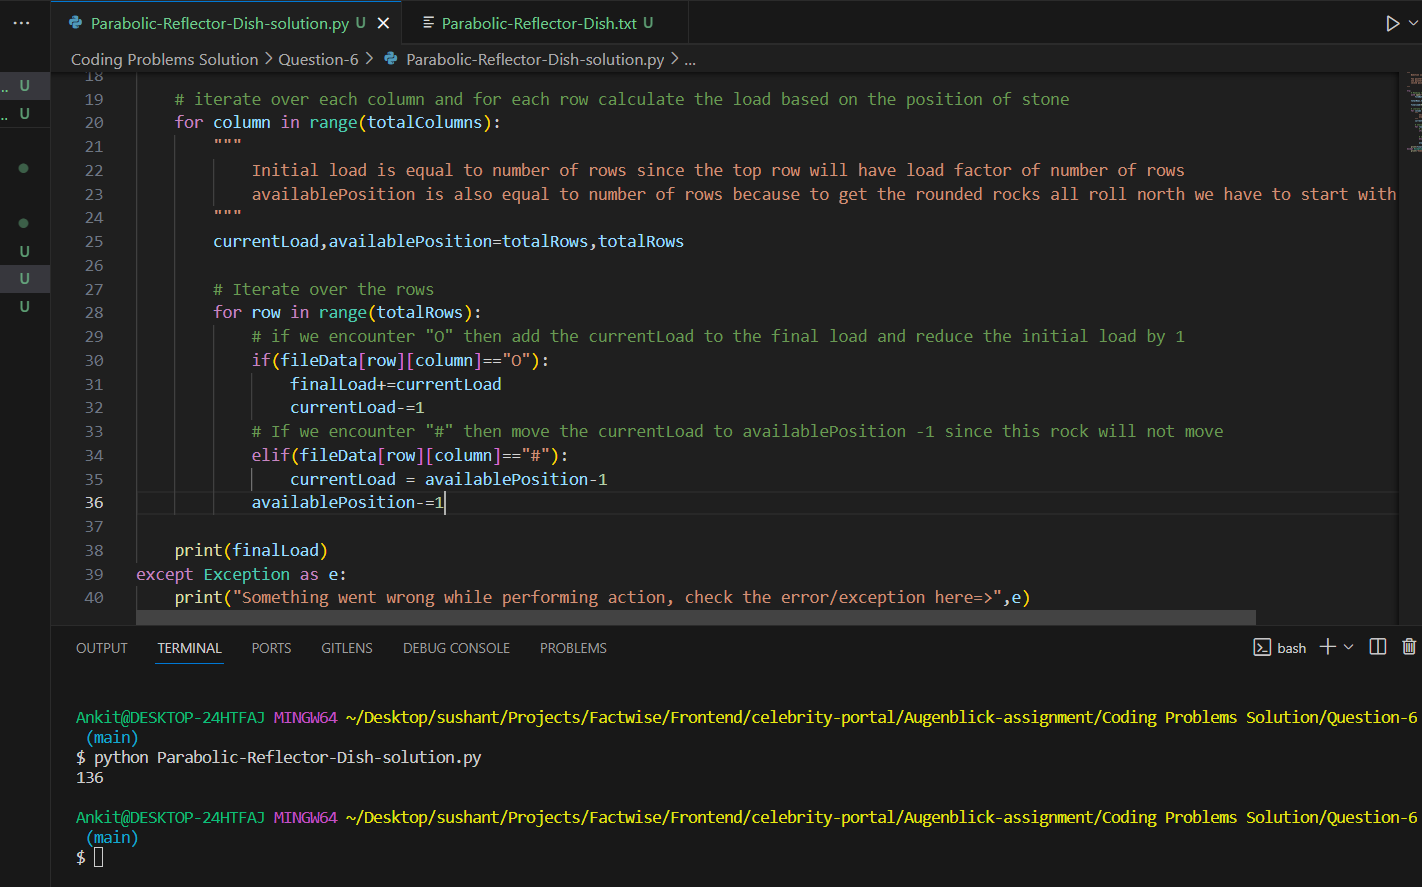 ...
Parabolic-Reflector-Dish-solution.py U
Parabolic-Reflector-Dish.txt U
Coding Problems Solution > Question-6 > Parabolic-Reflector-Dish-solution.py > ...
.. U
.. U
U
U
U
18
19 # iterate over each column and for each row calculate the load based on the position of stone
20 for column in range(totalColumns):
21 """
22 Initial load is equal to number of rows since the top row will have load factor of number of rows
23 availablePosition is also equal to number of rows because to get the rounded rocks all roll north we have to start with
24 """
25 currentLoad,availablePosition=totalRows,totalRows
26
27 # Iterate over the rows
28 for row in range(totalRows):
29 # if we encounter "O" then add the currentLoad to the final load and reduce the initial load by 1
30 if(fileData[row][column]=="O"):
31 finalLoad+=currentLoad
32 currentLoad-=1
33 # If we encounter "#" then move the currentLoad to availablePosition -1 since this rock will not move
34 elif(fileData[row][column]=="#"):
35 currentLoad = availablePosition-1
36 availablePosition-=1
37
38 print(finalLoad)
39 except Exception as e:
40 print("Something went wrong while performing action, check the error/exception here=>",e)
OUTPUT TERMINAL PORTS GITLENS DEBUG CONSOLE PROBLEMS
bash
Ankit@DESKTOP-24HTFAJ MINGW64 ~/Desktop/sushant/Projects/Factwise/Frontend/celebrity-portal/Augenblick-assignment/Coding Problems Solution/Question-6
(main)
$ python Parabolic-Reflector-Dish-solution.py
136
Ankit@DESKTOP-24HTFAJ MINGW64 ~/Desktop/sushant/Projects/Factwise/Frontend/celebrity-portal/Augenblick-assignment/Coding Problems Solution/Question-6
(main)
$